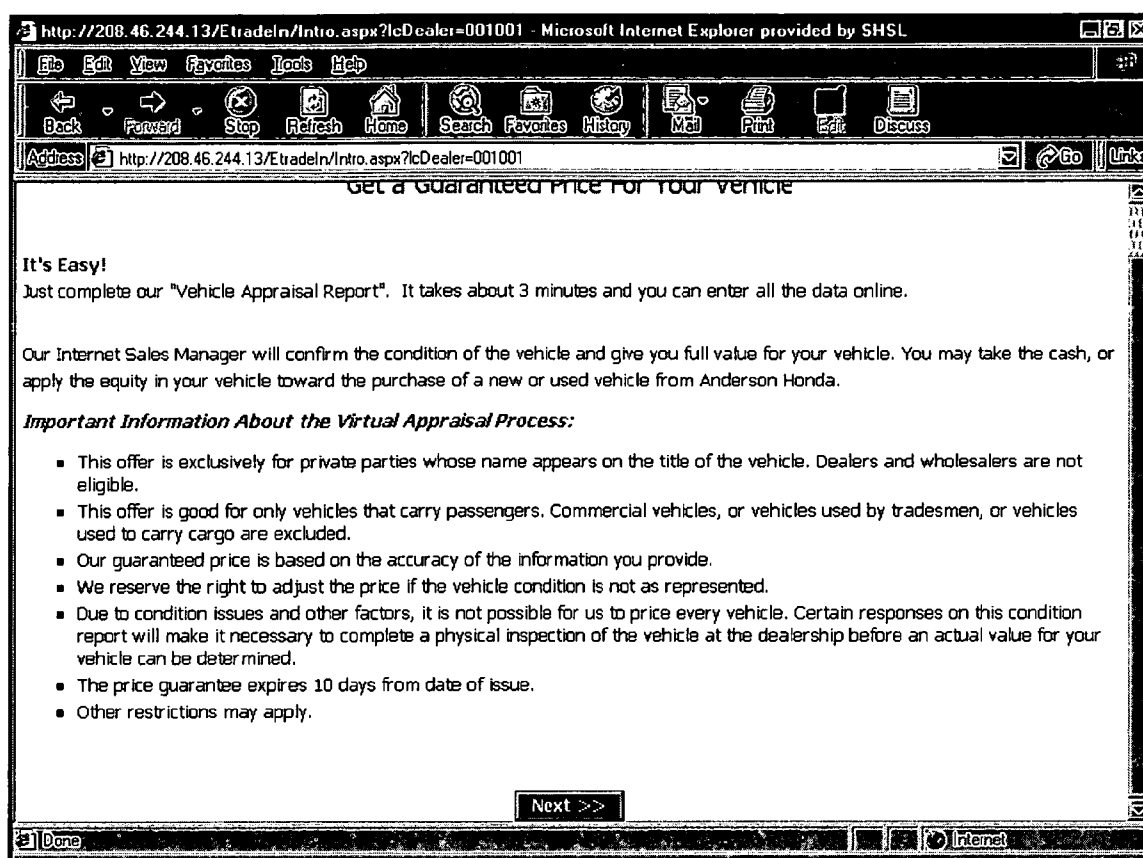 http://208.46.244.13/EtradeIn/Intro.aspx?lcDealer=001001 - Microsoft Internet Explorer provided by SHSL
File Edit View Favorites Tools Help
Back Forward Stop Refresh Home Search Favorites History Mail Print Edit Discuss
Address http://208.46.244.13/EtradeIn/Intro.aspx?lcDealer=001001 Go Links
Get a Guaranteed Price For Your Vehicle
It's Easy!
Just complete our "Vehicle Appraisal Report". It takes about 3 minutes and you can enter all the data online.
Our Internet Sales Manager will confirm the condition of the vehicle and give you full value for your vehicle. You may take the cash, or
apply the equity in your vehicle toward the purchase of a new or used vehicle from Anderson Honda.
Important Information About the Virtual Appraisal Process:
▪ This offer is exclusively for private parties whose name appears on the title of the vehicle. Dealers and wholesalers are not
eligible.
▪ This offer is good for only vehicles that carry passengers. Commercial vehicles, or vehicles used by tradesmen, or vehicles
used to carry cargo are excluded.
▪ Our guaranteed price is based on the accuracy of the information you provide.
▪ We reserve the right to adjust the price if the vehicle condition is not as represented.
▪ Due to condition issues and other factors, it is not possible for us to price every vehicle. Certain responses on this condition
report will make it necessary to complete a physical inspection of the vehicle at the dealership before an actual value for your
vehicle can be determined.
▪ The price guarantee expires 10 days from date of issue.
▪ Other restrictions may apply.
Next >>
Done Internet